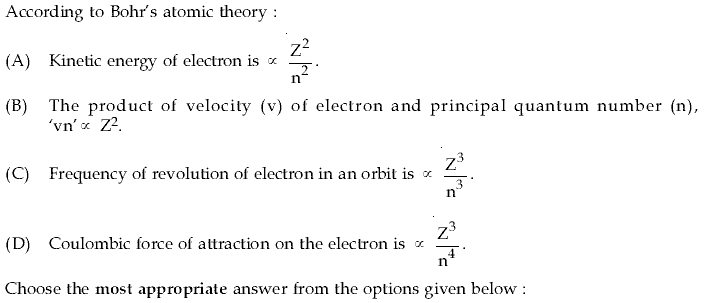 According to Bohr's atomic theory :
(A) Kinetic energy of electron is ∝ Z²/n².
(B) The product of velocity (v) of electron and principal quantum number (n),
'vn' ∝ Z².
(C) Frequency of revolution of electron in an orbit is ∝ Z³/n³.
(D) Coulombic force of attraction on the electron is ∝ Z³/n⁴.
Choose the most appropriate answer from the options given below :